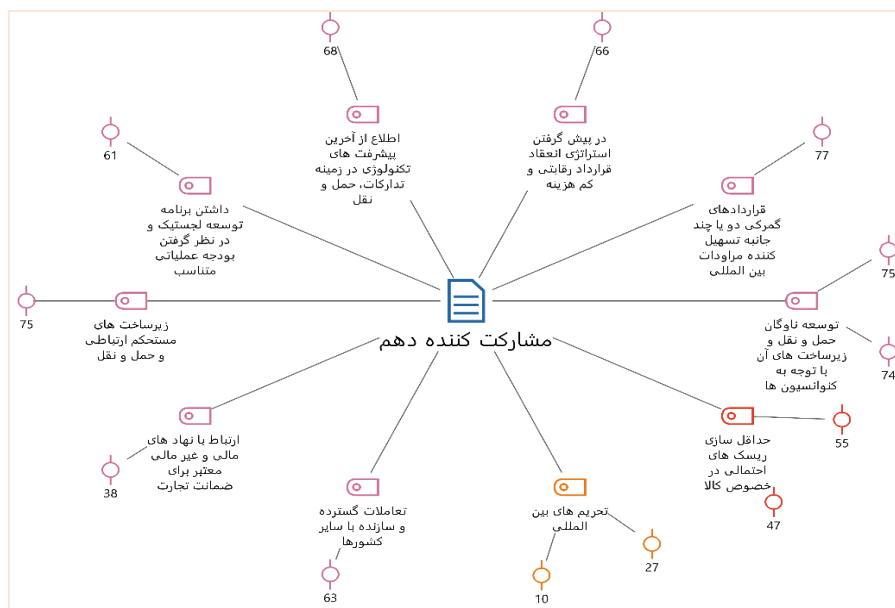 68
66
61
77
اطلاع از آخرین
پیشرفت های
تکنولوژی در زمینه
تدارکات، حمل و
نقل
در پیش گرفتن
استراتژی انعقاد
قرارداد رقابتی و
کم هزینه
داشتن برنامه
توسعه لجستیک و
در نظر گرفتن
بودجه عملیاتی
متناسب
قراردادهای
گمرکی دو یا چند
جانبه تسهیل
کننده مراودات
بین المللی
75
75
زیرساخت های
مستحکم ارتباطی
و حمل و نقل
مشارکت کننده دهم
توسعه ناوگان
حمل و نقل و
زیرساخت های آن
با توجه به
کنوانسیون ها
74
ارتباط با نهاد های
مالی و غیر مالی
معتبر برای
ضمانت تجارت
38
حداقل سازی
ریسک های
احتمالی در
خصوص کالا
55
47
تعاملات گسترده
و سازنده با سایر
کشورها
63
تحریم های بین
المللی
27
10